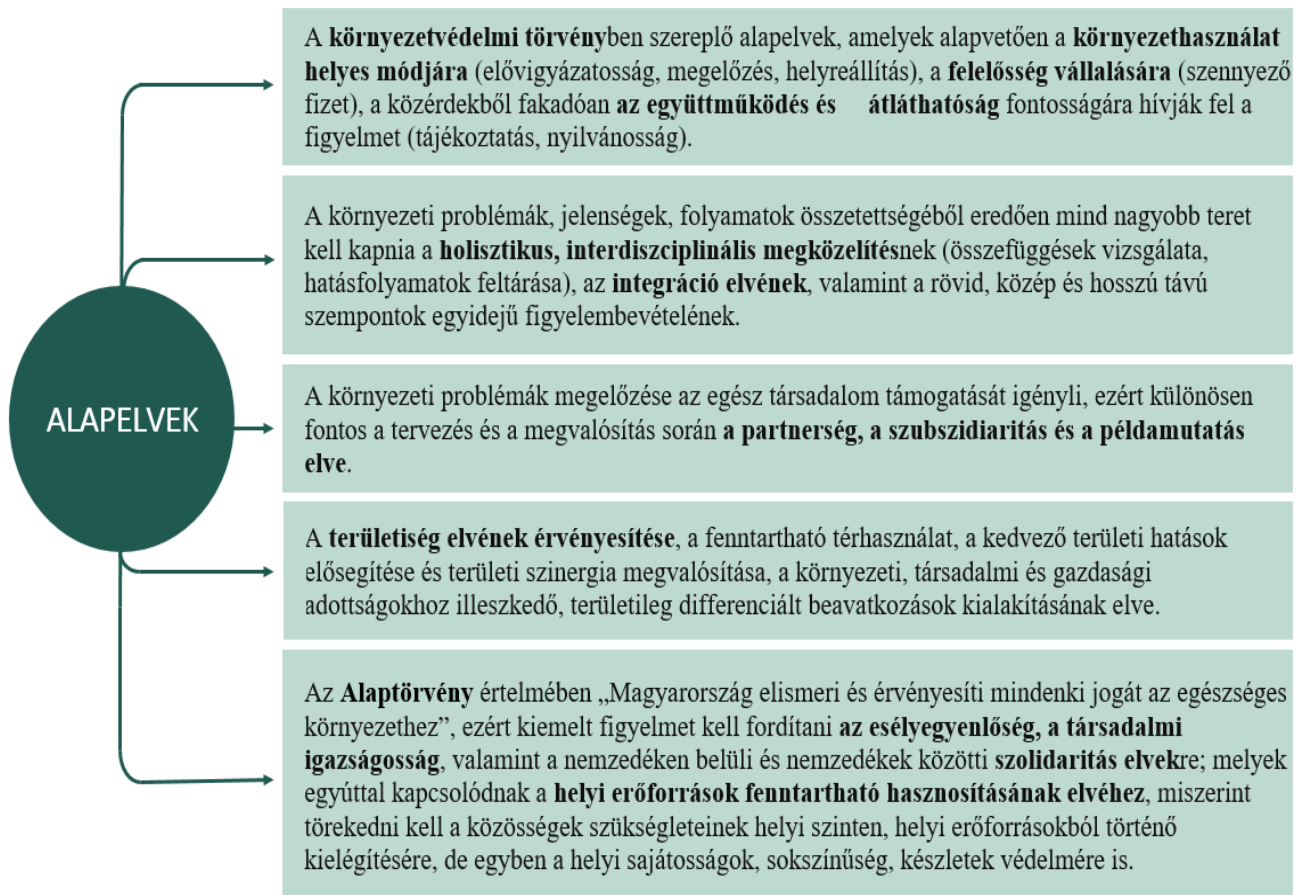 A környezetvédelmi törvényben szereplő alapelvek, amelyek alapvetően a környezethasználat
helyes módjára (elővigyázatosság, megelőzés, helyreállítás), a felelősség vállalására (szennyező
fizet), a közérdekből fakadóan az együttműködés és átláthatóság fontosságára hívják fel a
figyelmet (tájékoztatás, nyilvánosság).
A környezeti problémák, jelenségek, folyamatok összetettségéből eredően mind nagyobb teret
kell kapnia a holisztikus, interdiszciplinális megközelítésnek (összefüggések vizsgálata,
hatásfolyamatok feltárása), az integráció elvének, valamint a rövid, közép és hosszú távú
szempontok egyidejű figyelembevételének.
ALAPELVEK
A környezeti problémák megelőzése az egész társadalom támogatását igényli, ezért különösen
fontos a tervezés és a megvalósítás során a partnerség, a szubszidiaritás és a példamutatás
elve.
A területiség elvének érvényesítése, a fenntartható térhasználat, a kedvező területi hatások
elősegítése és területi szinergia megvalósítása, a környezeti, társadalmi és gazdasági
adottságokhoz illeszkedő, területileg differenciált beavatkozások kialakításának elve.
Az Alaptörvény értelmében „Magyarország elismeri és érvényesíti mindenki jogát az egészséges
környezethez”, ezért kiemelt figyelmet kell fordítani az esélyegyenlőség, a társadalmi
igazságosság, valamint a nemzedéken belüli és nemzedékek közötti szolidaritás elvekre; melyek
egyúttal kapcsolódnak a helyi erőforrások fenntartható hasznosításának elvéhez, miszerint
törekedni kell a közösségek szükségleteinek helyi szinten, helyi erőforrásokból történő
kielégítésére, de egyben a helyi sajátosságok, sokszínűség, készletek védelmére is.